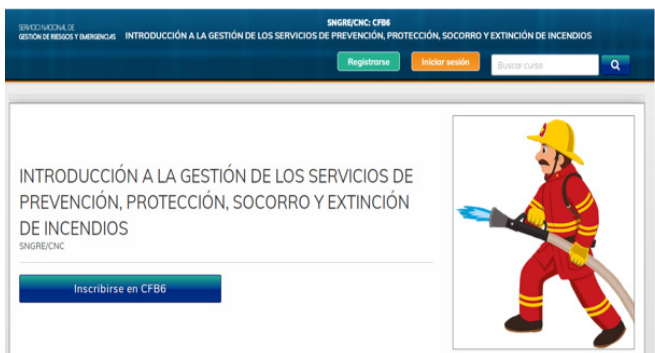 SNGRE/CNC: CFB6
SERVICIO NACIONAL DE
GESTIÓN DE RIESGOS Y EMERGENCIAS
INTRODUCCIÓN A LA GESTIÓN DE LOS SERVICIOS DE PREVENCIÓN, PROTECCIÓN, SOCORRO Y EXTINCIÓN DE INCENDIOS
Registrarse
Iniciar sesión
Buscar curso
INTRODUCCIÓN A LA GESTIÓN DE LOS SERVICIOS DE
PREVENCIÓN, PROTECCIÓN, SOCORRO Y EXTINCIÓN
DE INCENDIOS
SNGRE/CNC
Inscribirse en CFB6